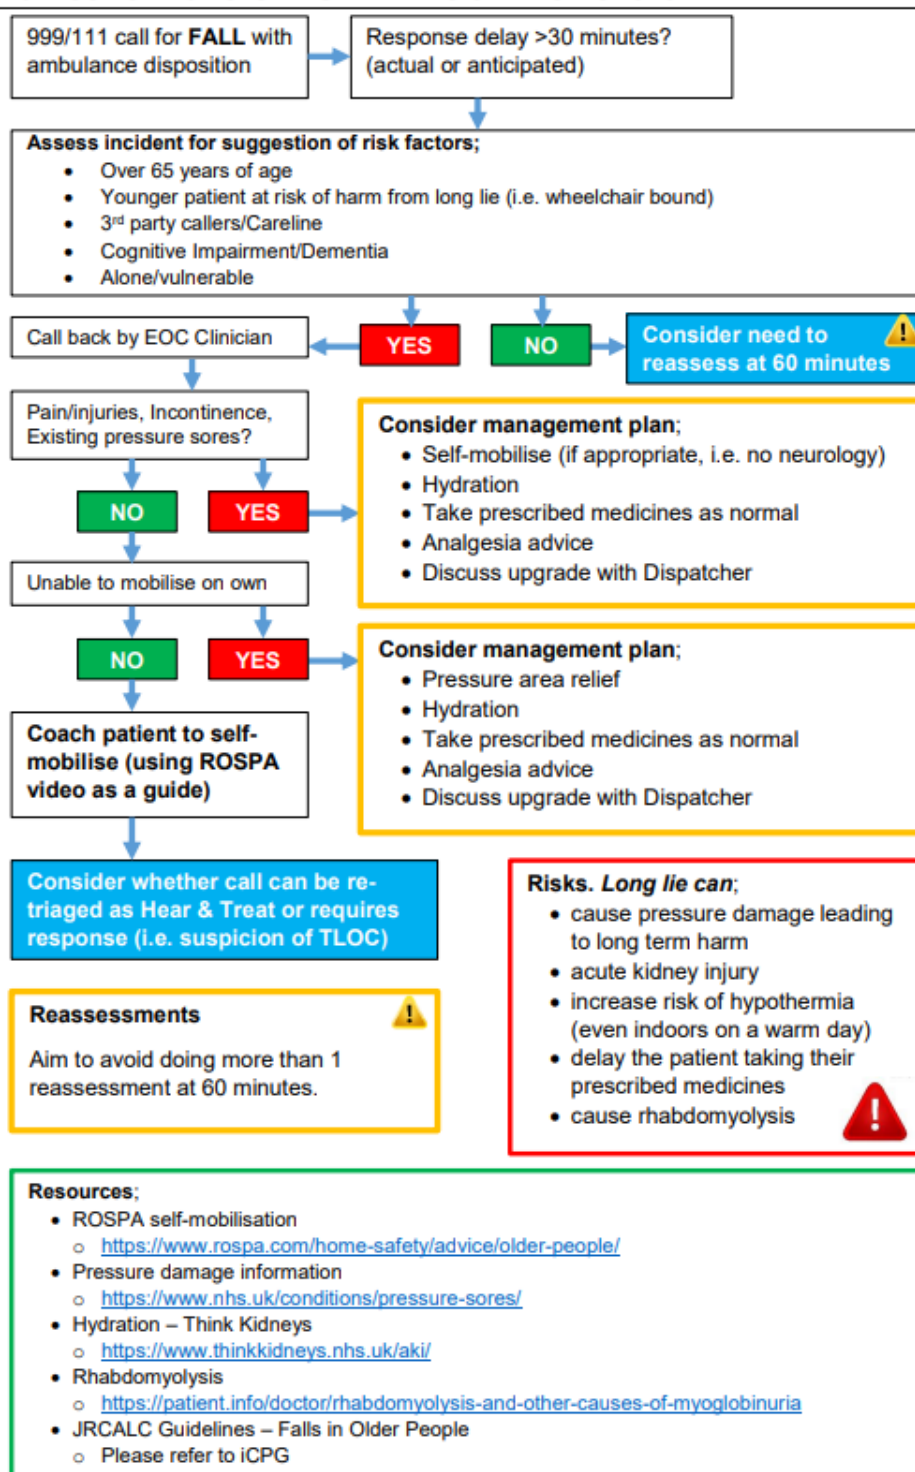 999/111 call for FALL with
ambulance disposition
Response delay >30 minutes?
(actual or anticipated)
Assess incident for suggestion of risk factors;
• Over 65 years of age
• Younger patient at risk of harm from long lie (i.e. wheelchair bound)
• 3rd party callers/Careline
• Cognitive Impairment/Dementia
• Alone/vulnerable
Call back by EOC Clinician
YES
NO
Consider need to
reassess at 60 minutes
Pain/injuries, Incontinence,
Existing pressure sores?
NO
YES
Consider management plan;
• Self-mobilise (if appropriate, i.e. no neurology)
• Hydration
• Take prescribed medicines as normal
• Analgesia advice
• Discuss upgrade with Dispatcher
Unable to mobilise on own
NO
YES
Consider management plan;
• Pressure area relief
• Hydration
• Take prescribed medicines as normal
• Analgesia advice
• Discuss upgrade with Dispatcher
Coach patient to self-
mobilise (using ROSPA
video as a guide)
Consider whether call can be re-
triaged as Hear & Treat or requires
response (i.e. suspicion of TLOC)
Risks. Long lie can;
• cause pressure damage leading
to long term harm
• acute kidney injury
• increase risk of hypothermia
(even indoors on a warm day)
• delay the patient taking their
prescribed medicines
• cause rhabdomyolysis
Reassessments
Aim to avoid doing more than 1
reassessment at 60 minutes.
Resources;
• ROSPA self-mobilisation
o https://www.rospa.com/home-safety/advice/older-people/
• Pressure damage information
o https://www.nhs.uk/conditions/pressure-sores/
• Hydration – Think Kidneys
o https://www.thinkkidneys.nhs.uk/aki/
• Rhabdomyolysis
o https://patient.info/doctor/rhabdomyolysis-and-other-causes-of-myoglobinuria
• JRCALC Guidelines – Falls in Older People
o Please refer to iCPG